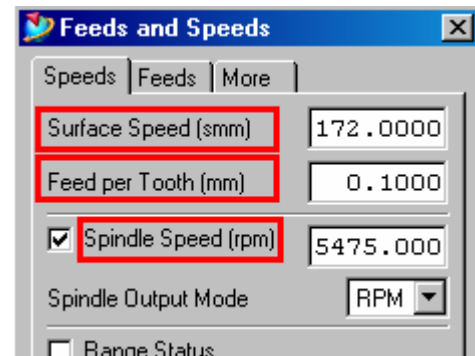 Feeds and Speeds
Speeds Feeds More
Surface Speed (smm) 172.0000
Feed per Tooth (mm) 0.1000
Spindle Speed (rpm) 5475.000
Spindle Output Mode RPM
Range Status